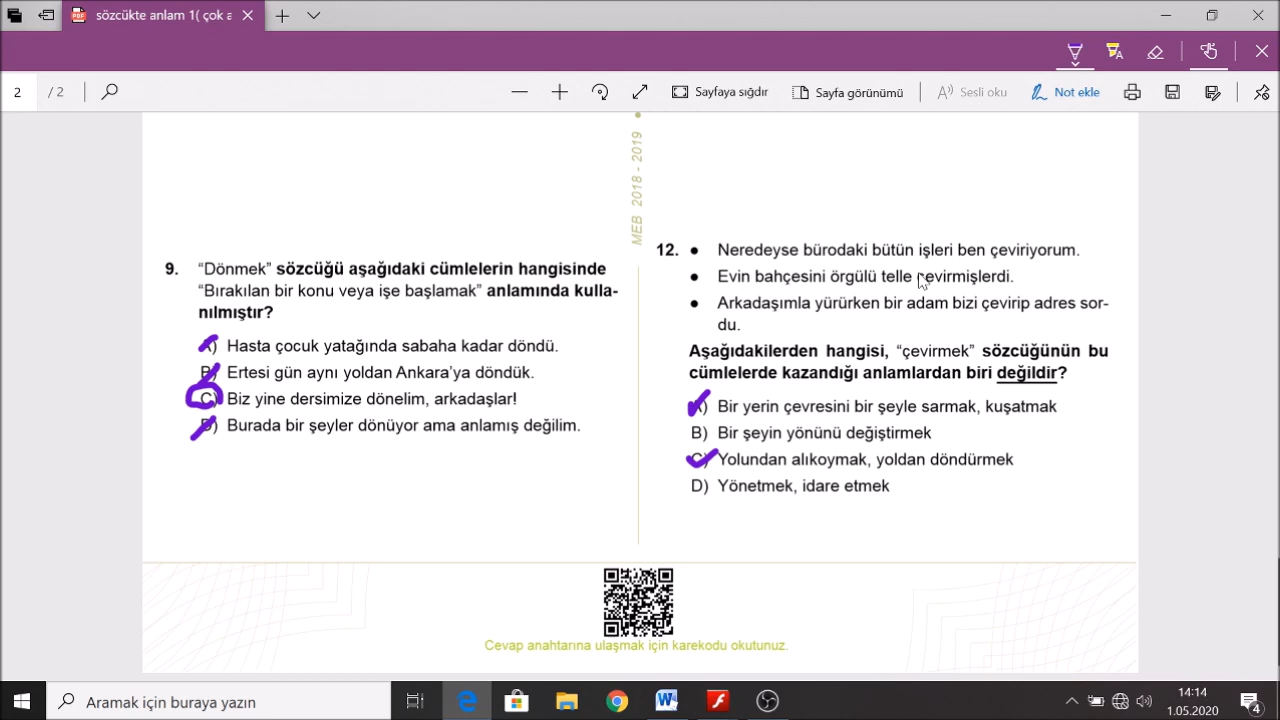 sözcükte anlam 1( çok a
2
/ 2
Sayfaya sığdır
Sayfa görünümü
Sesli oku
Not ekle
MEB 2018 - 2019
9. “Dönmek” sözcüğü aşağıdaki cümlelerin hangisinde
“Bırakılan bir konu veya işe başlamak” anlamında kulla-
nılmıştır?
A) Hasta çocuk yatağında sabaha kadar döndü.
B) Ertesi gün aynı yoldan Ankara’ya döndük.
C) Biz yine dersimize dönelim, arkadaşlar!
D) Burada bir şeyler dönüyor ama anlamış değilim.
12. ● Neredeyse bürodaki bütün işleri ben çeviriyorum.
● Evin bahçesini örgülü telle çevirmişlerdi.
● Arkadaşımla yürürken bir adam bizi çevirip adres sor-
du.
Aşağıdakilerden hangisi, “çevirmek” sözcüğünün bu
cümlelerde kazandığı anlamlardan biri değildir?
A) Bir yerin çevresini bir şeyle sarmak, kuşatmak
B) Bir şeyin yönünü değiştirmek
C) Yolundan alıkoymak, yoldan döndürmek
D) Yönetmek, idare etmek
Cevap anahtarına ulaşmak için karekodu okutunuz.
Aramak için buraya yazın
14:14
1.05.2020
4